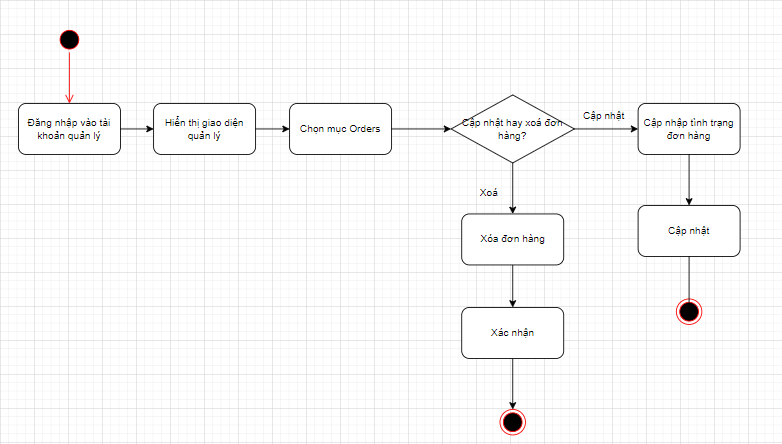 Đăng nhập vào tài
khoản quản lý
Hiển thị giao diện
quản lý
Chọn mục Orders
Cập nhật hay xoá đơn
hàng?
Cập nhật
Cập nhập tình trạng
đơn hàng
Xoá
Xóa đơn hàng
Cập nhật
Xác nhận